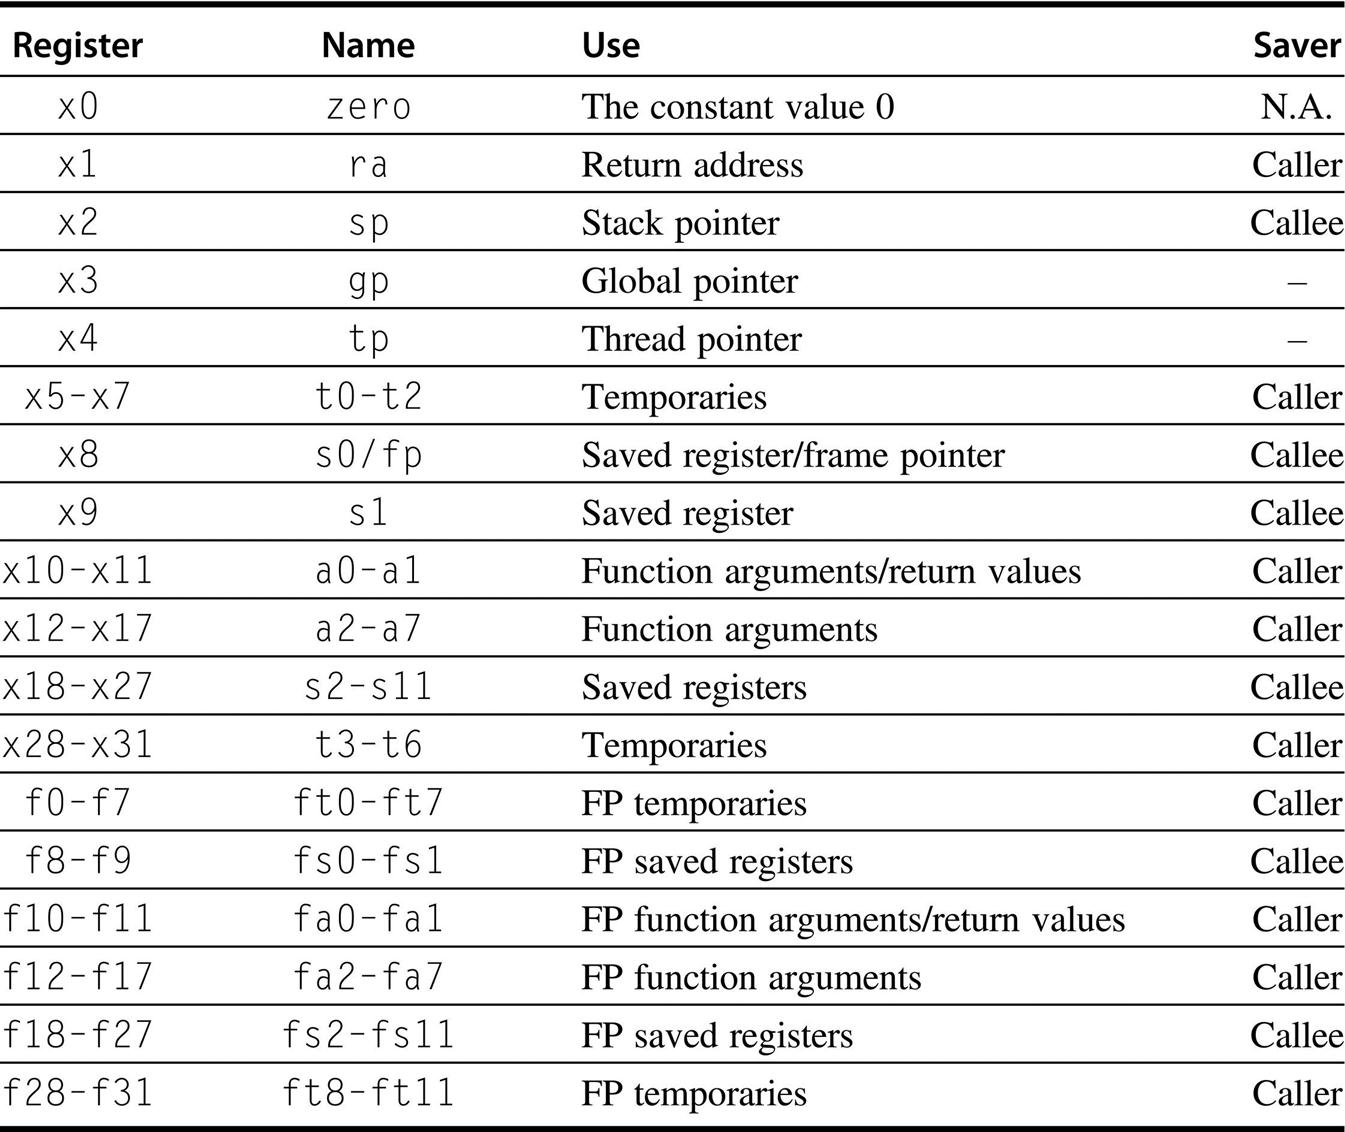 Register Name Use Saver
x0 zero The constant value 0 N.A.
x1 ra Return address Caller
x2 sp Stack pointer Callee
x3 gp Global pointer –
x4 tp Thread pointer –
x5-x7 t0-t2 Temporaries Caller
x8 s0/fp Saved register/frame pointer Callee
x9 s1 Saved register Callee
x10-x11 a0-a1 Function arguments/return values Caller
x12-x17 a2-a7 Function arguments Caller
x18-x27 s2-s11 Saved registers Callee
x28-x31 t3-t6 Temporaries Caller
f0-f7 ft0-ft7 FP temporaries Caller
f8-f9 fs0-fs1 FP saved registers Callee
f10-f11 fa0-fa1 FP function arguments/return values Caller
f12-f17 fa2-fa7 FP function arguments Caller
f18-f27 fs2-fs11 FP saved registers Callee
f28-f31 ft8-ft11 FP temporaries Caller